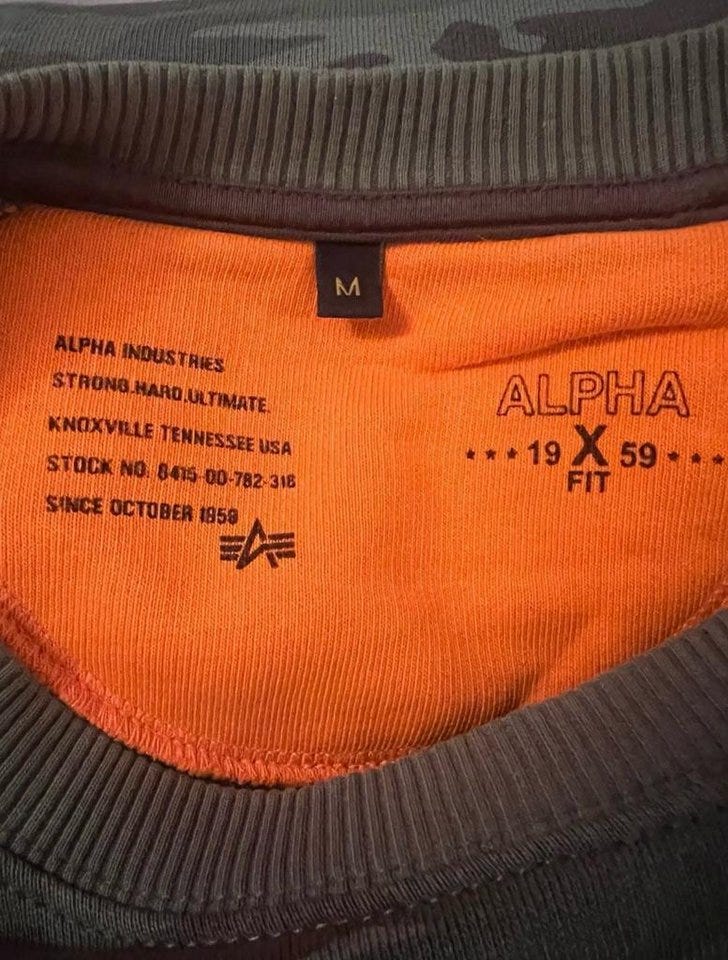 M
ALPHA INDUSTRIES
STRONG.HARD.ULTIMATE.
KNOXVILLE TENNESSEE USA
STOCK NO. 8415-00-782-318
SINCE OCTOBER 1959
ALPHA
*** 19 X 59 ***
FIT